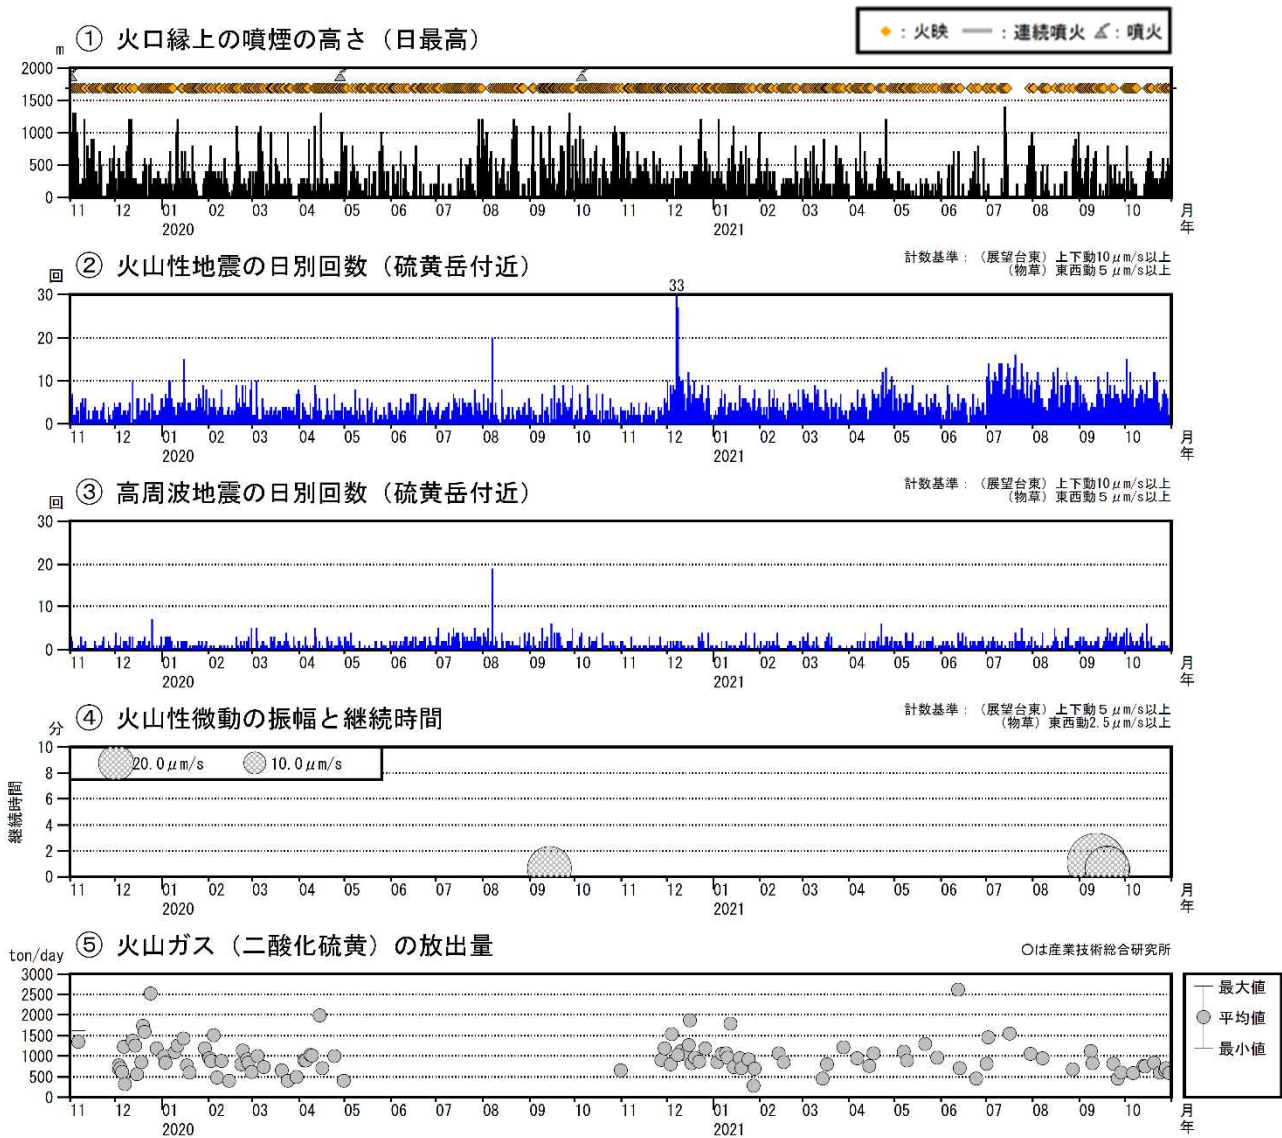 ◆：火映 ━━：連続噴火 ：噴火
① 火口縁上の噴煙の高さ（日最高）
m
2000
1500
1000
500
0
11 12 01 02 03 04 05 06 07 08 09 10 11 12 01 02 03 04 05 06 07 08 09 10 月
2020 2021 年
② 火山性地震の日別回数（硫黄岳付近）
計数基準：（展望台東）上下動10μm/s以上
（物草）東西動５μm/s以上
回
33
30
20
10
0
11 12 01 02 03 04 05 06 07 08 09 10 11 12 01 02 03 04 05 06 07 08 09 10 月
2020 2021 年
③ 高周波地震の日別回数（硫黄岳付近）
計数基準：（展望台東）上下動10μm/s以上
（物草）東西動５μm/s以上
回
30
20
10
0
11 12 01 02 03 04 05 06 07 08 09 10 11 12 01 02 03 04 05 06 07 08 09 10 月
2020 2021 年
④ 火山性微動の振幅と継続時間
計数基準：（展望台東）上下動５μm/s以上
（物草）東西動2.5μm/s以上
分
継続時間
20.0μm/s 10.0μm/s
10
8
6
4
2
0
11 12 01 02 03 04 05 06 07 08 09 10 11 12 01 02 03 04 05 06 07 08 09 10 月
2020 2021 年
⑤ 火山ガス（二酸化硫黄）の放出量
ton/day
○は産業技術総合研究所
3000
2500
2000
1500
1000
500
0
最大値
平均値
最小値
11 12 01 02 03 04 05 06 07 08 09 10 11 12 01 02 03 04 05 06 07 08 09 10 月
2020 2021 年